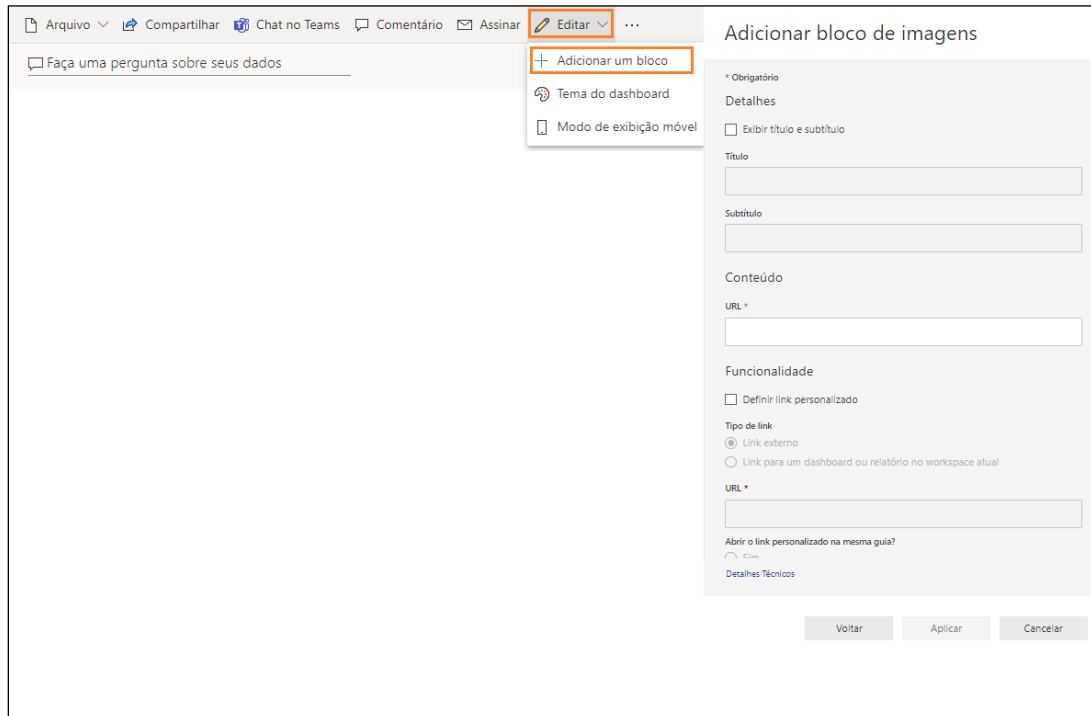 Arquivo Compartilhar Chat no Teams Comentário Assinar Editar ...
Faça uma pergunta sobre seus dados
Adicionar um bloco
Tema do dashboard
Modo de exibição móvel
Adicionar bloco de imagens
* Obrigatório
Detalhes
Exibir título e subtítulo
Título
Subtítulo
Conteúdo
URL *
Funcionalidade
Definir link personalizado
Tipo de link
Link externo
Link para um dashboard ou relatório no workspace atual
URL *
Abrir o link personalizado na mesma guia?
Sim
Detalhes Técnicos
Voltar Aplicar Cancelar